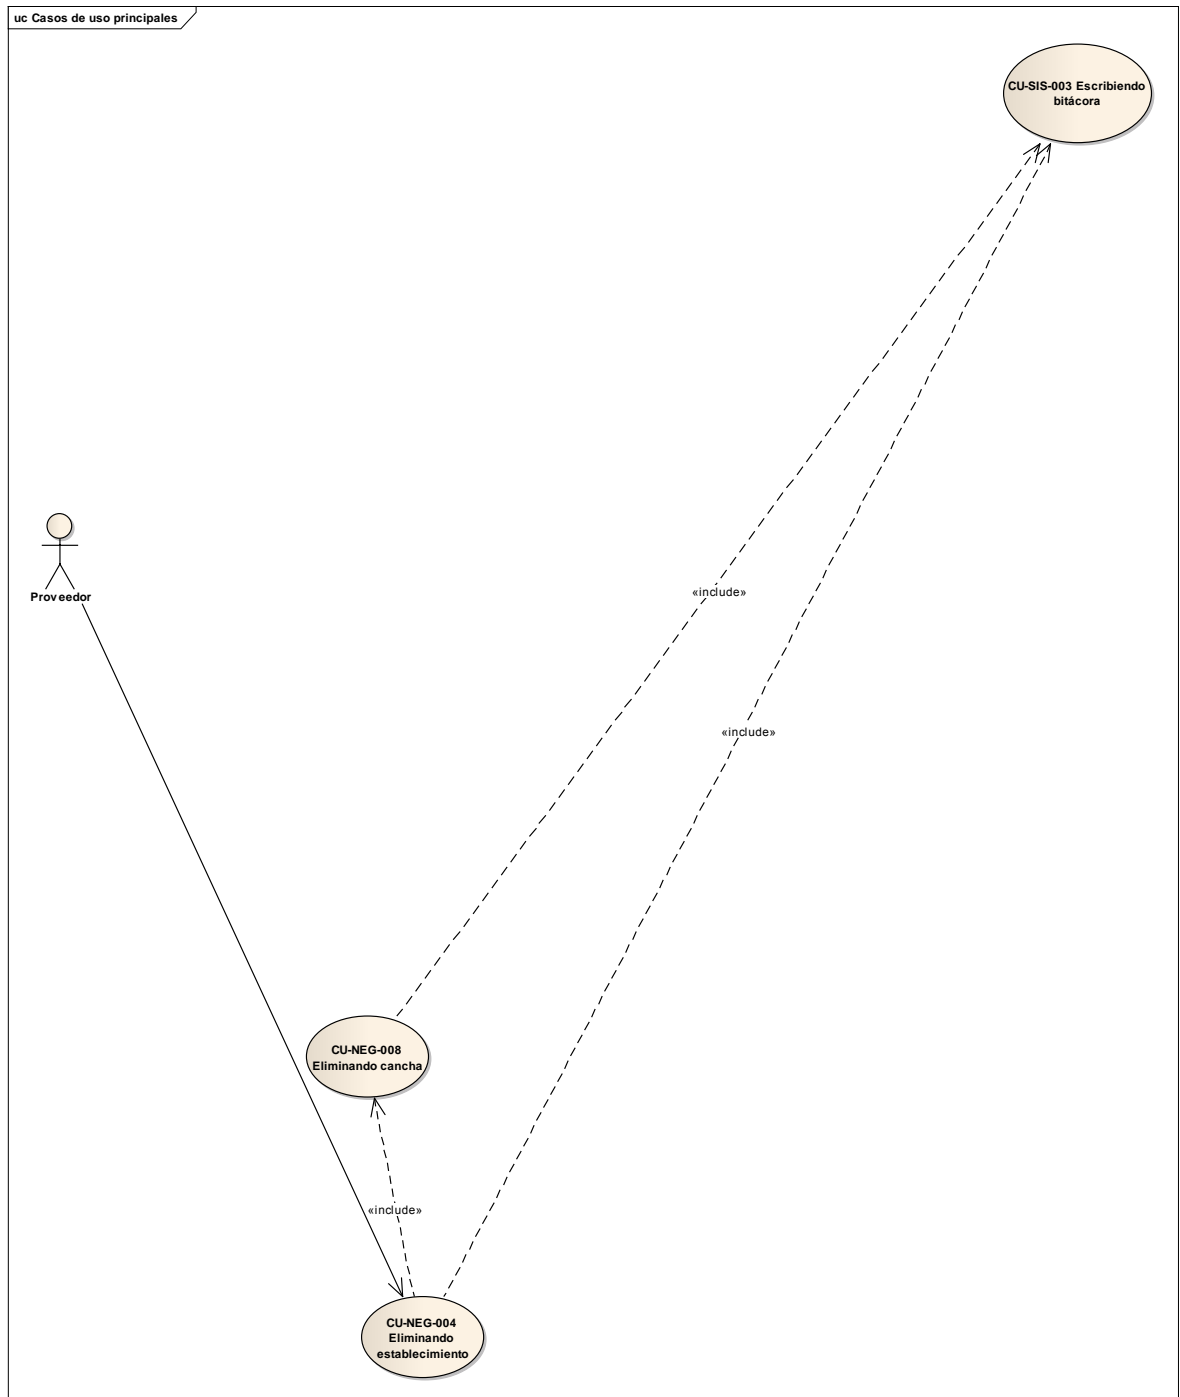 uc Casos de uso principales
CU-SIS-003 Escribiendo
bitácora
Proveedor
«include»
«include»
CU-NEG-008
Eliminando cancha
«include»
CU-NEG-004
Eliminando
establecimiento